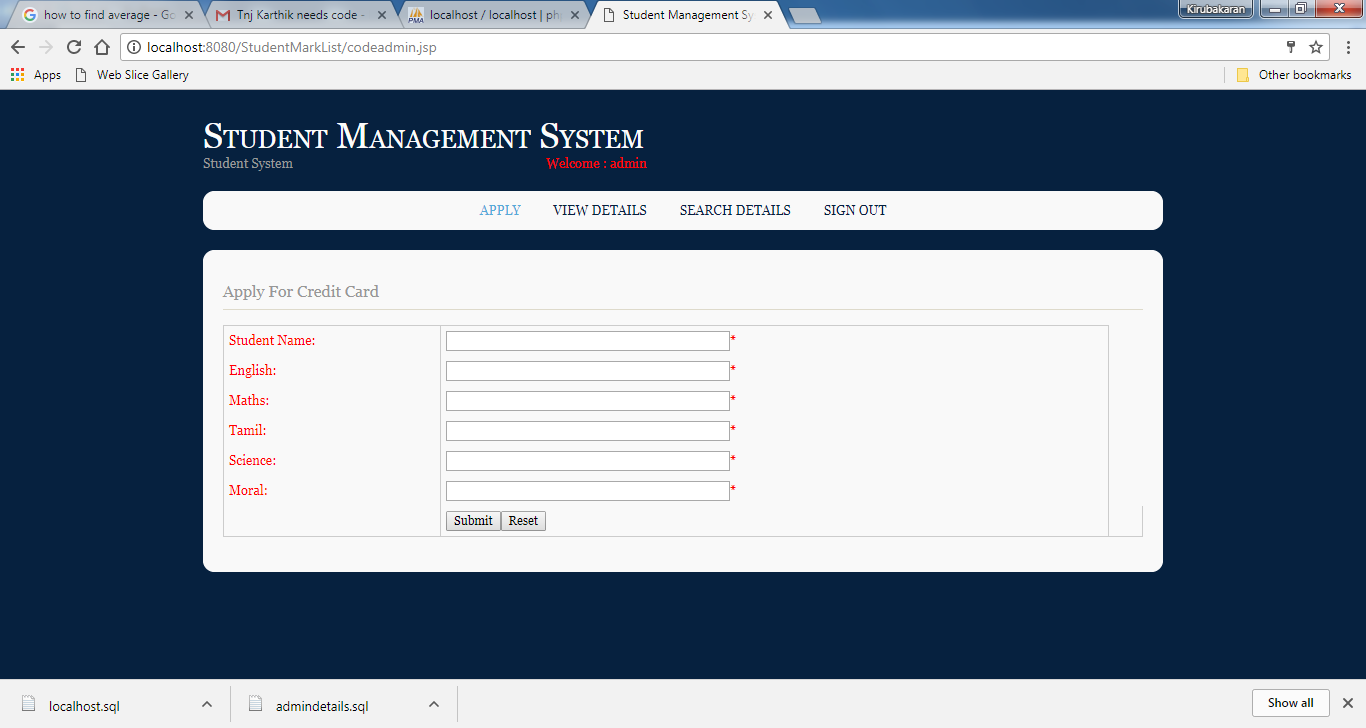 how to find average - Go
Tnj Karthik needs code -
localhost / localhost | ph
Student Management Sy
Kirubakaran
localhost:8080/StudentMarkList/codeadmin.jsp
Apps
Web Slice Gallery
Other bookmarks
Student Management System
Student System
Welcome : admin
APPLY
VIEW DETAILS
SEARCH DETAILS
SIGN OUT
Apply For Credit Card
Student Name: *
English: *
Maths: *
Tamil: *
Science: *
Moral: *
Submit Reset
localhost.sql
admindetails.sql
Show all